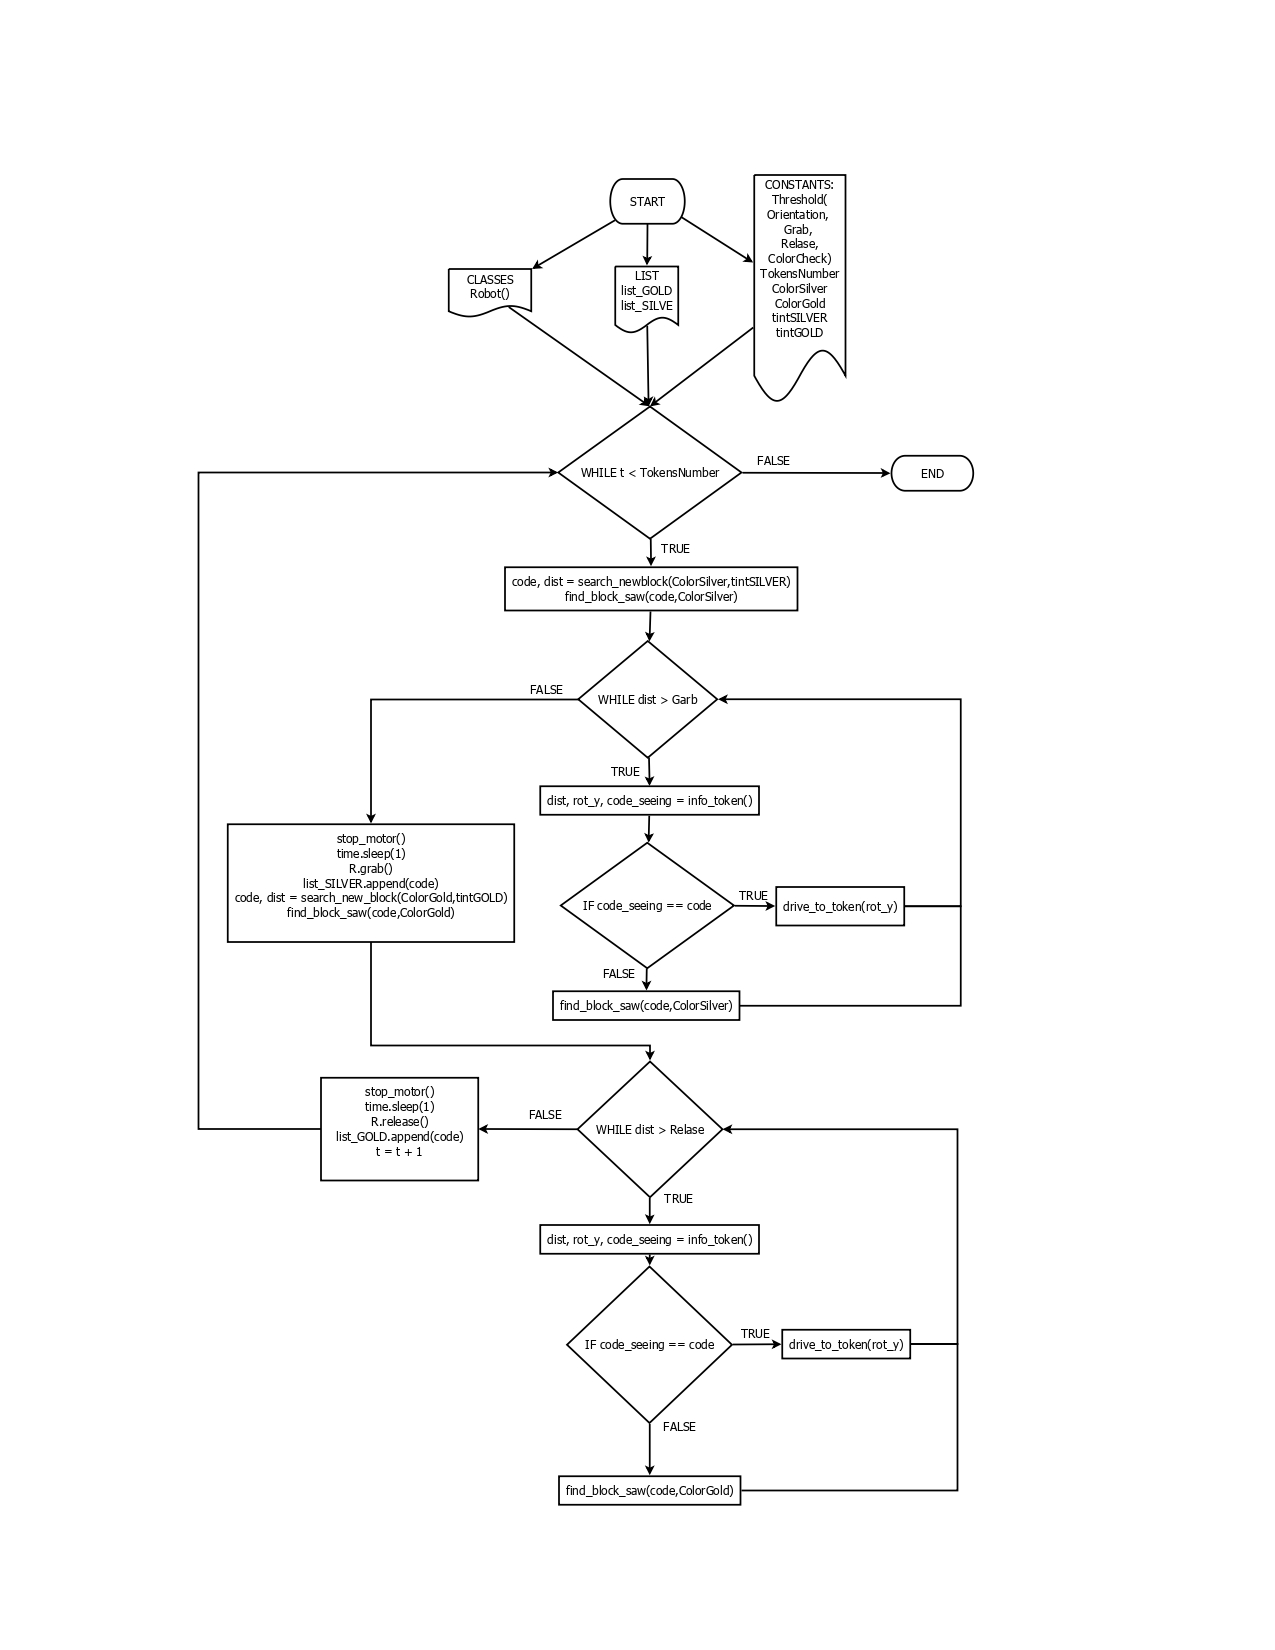 START
CLASSES
Robot()
LIST
list_GOLD
list_SILVE
CONSTANTS:
Threshold(
Orientation,
Grab,
Relase,
ColorCheck)
TokensNumber
ColorSilver
ColorGold
tintSILVER
tintGOLD
WHILE t < TokensNumber
FALSE
END
TRUE
code, dist = search_newblock(ColorSilver,tintSILVER)
find_block_saw(code,ColorSilver)
FALSE
WHILE dist > Garb
TRUE
dist, rot_y, code_seeing = info_token()
stop_motor()
time.sleep(1)
R.grab()
list_SILVER.append(code)
code, dist = search_new_block(ColorGold,tintGOLD)
find_block_saw(code,ColorGold)
IF code_seeing == code
TRUE
drive_to_token(rot_y)
FALSE
find_block_saw(code,ColorSilver)
stop_motor()
time.sleep(1)
R.release()
list_GOLD.append(code)
t = t + 1
FALSE
WHILE dist > Relase
TRUE
dist, rot_y, code_seeing = info_token()
IF code_seeing == code
TRUE
drive_to_token(rot_y)
FALSE
find_block_saw(code,ColorGold)